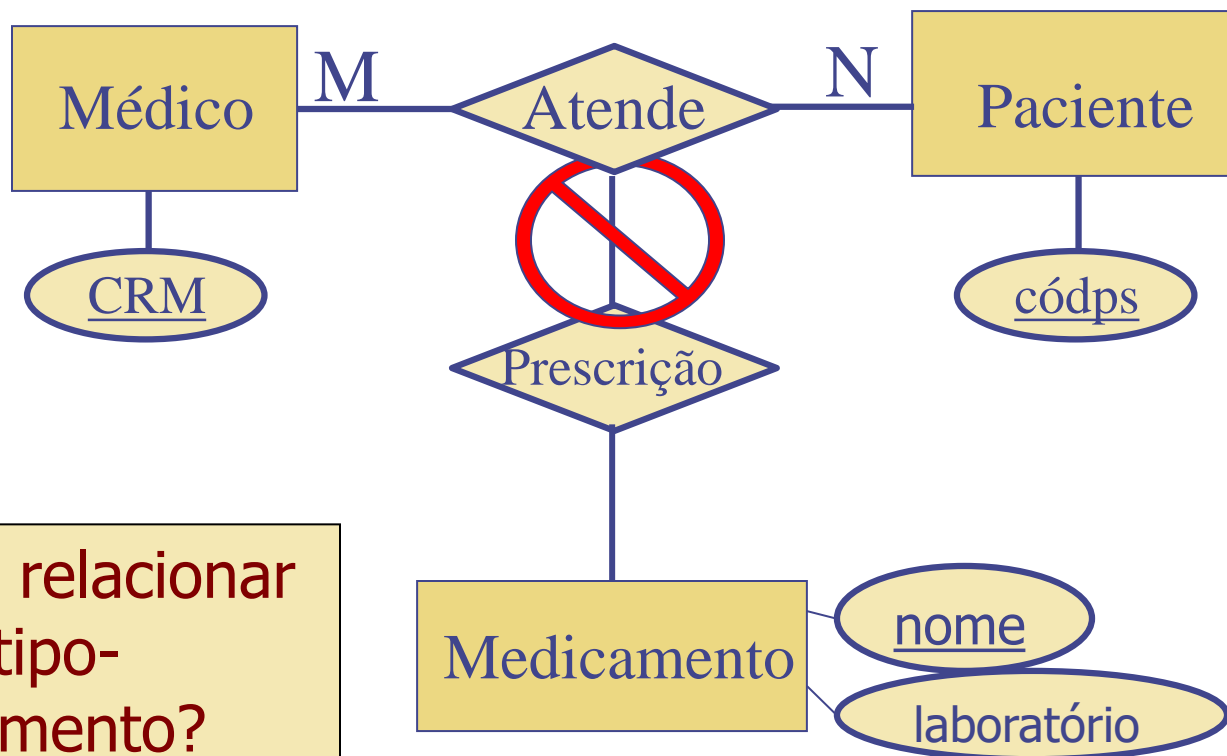 Médico
M
Atende
N
Paciente
CRM
códps
Prescrição
relacionar
tipo-
mento?
Medicamento
nome
laboratório